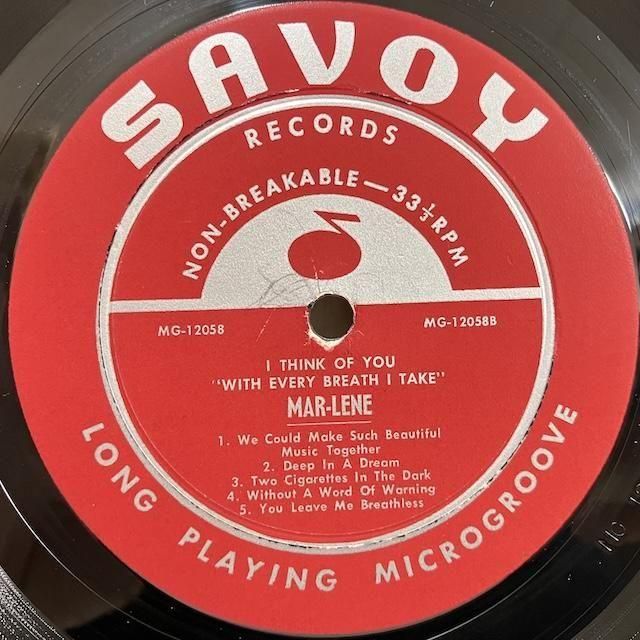 SAVOY
RECORDS
NON-BREAKABLE—33⅓RPM
MG-12058
MG-12058B
I THINK OF YOU
"WITH EVERY BREATH I TAKE"
MAR-LENE
1. We Could Make Such Beautiful
Music Together
2. Deep In A Dream
3. Two Cigarettes In The Dark
4. Without A Word Of Warning
5. You Leave Me Breathless
LONG PLAYING MICROGROOVE